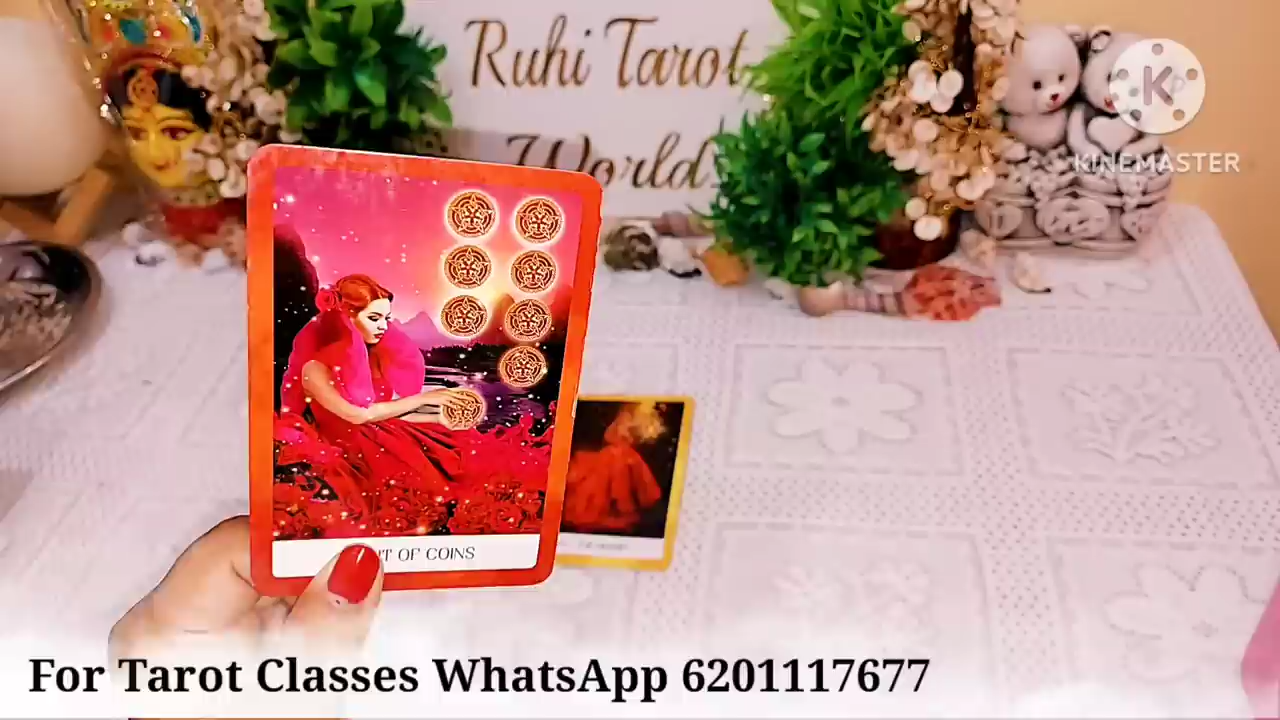 Ruhi Tarot
World
K
KINEMASTER
OF COINS
For Tarot Classes WhatsApp 6201117677